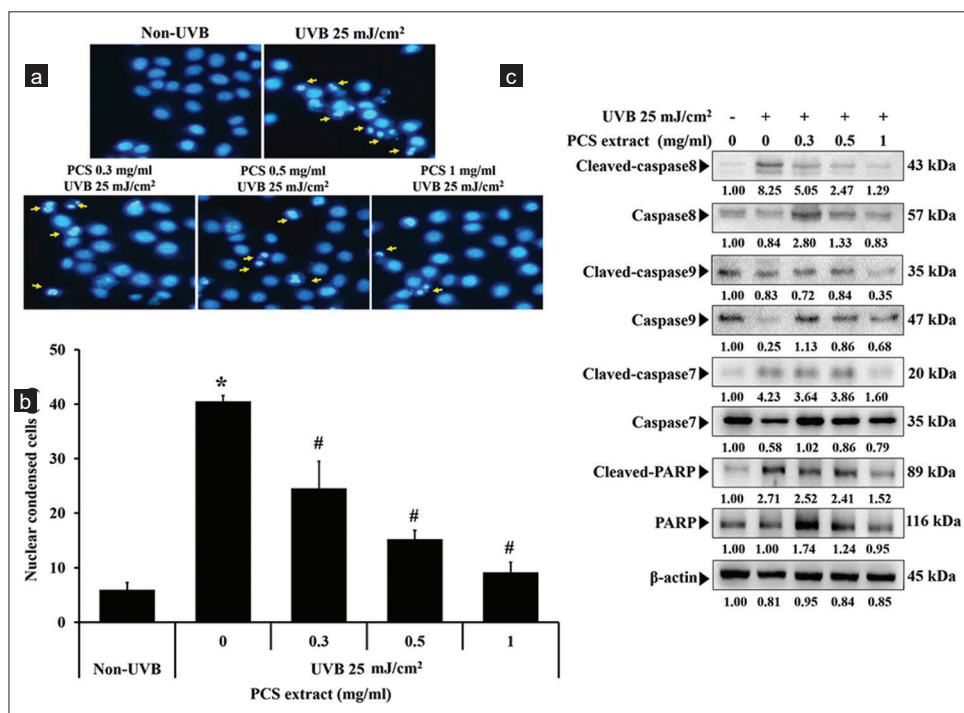 Non-UVB
UVB 25 mJ/cm²
a
PCS 0.3 mg/ml
UVB 25 mJ/cm²
PCS 0.5 mg/ml
UVB 25 mJ/cm²
PCS 1 mg/ml
UVB 25 mJ/cm²
b
Nuclear condensed cells
50
40
30
20
10
0
*
#
#
#
0
0.3
0.5
1
Non-UVB
UVB 25 mJ/cm²
PCS extract (mg/ml)
c
UVB 25 mJ/cm² - + + + +
PCS extract (mg/ml) 0 0 0.3 0.5 1
Cleaved-caspase8 43 kDa
1.00 8.25 5.05 2.47 1.29
Caspase8 57 kDa
1.00 0.84 2.80 1.33 0.83
Claved-caspase9 35 kDa
1.00 0.83 0.72 0.84 0.35
Caspase9 47 kDa
1.00 0.25 1.13 0.86 0.68
Claved-caspase7 20 kDa
1.00 4.23 3.64 3.86 1.60
Caspase7 35 kDa
1.00 0.58 1.02 0.86 0.79
Cleaved-PARP 89 kDa
1.00 2.71 2.52 2.41 1.52
PARP 116 kDa
1.00 1.00 1.74 1.24 0.95
β-actin 45 kDa
1.00 0.81 0.95 0.84 0.85